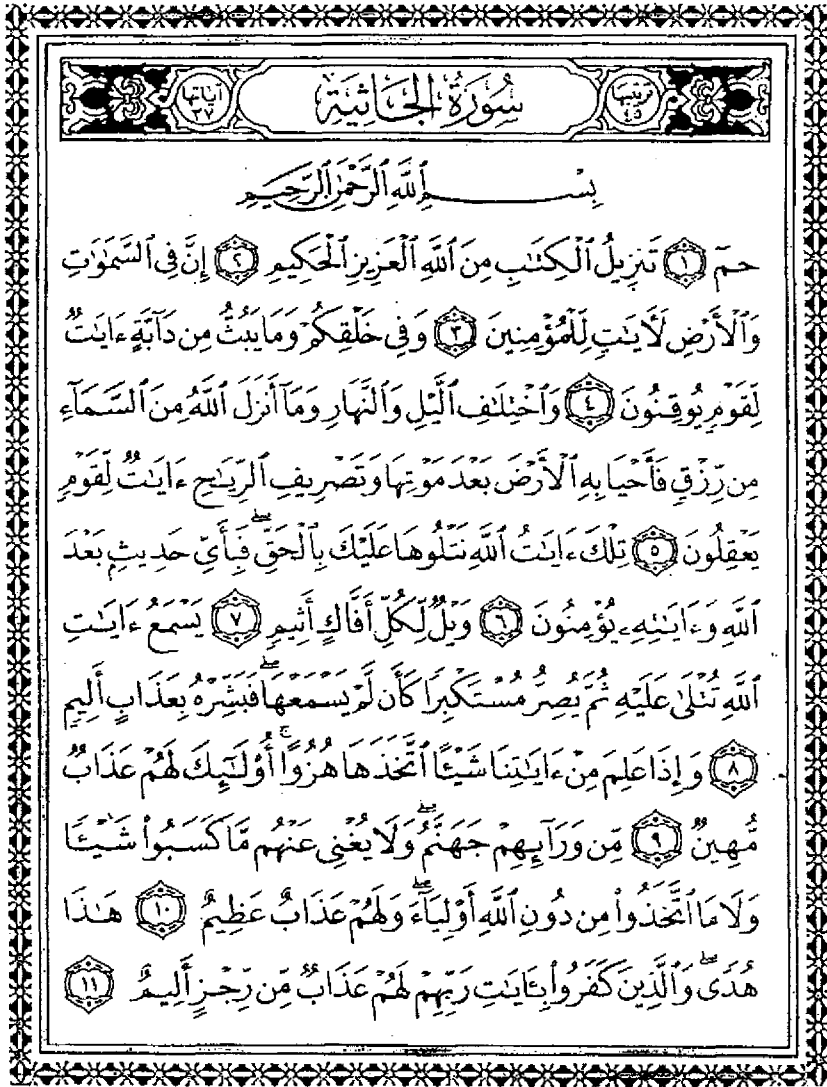 ترتيبها ٤٥ سُورَةُ الجَاثِيَةِ آياتها ٣٧
بِسْمِ ٱللَّهِ ٱلرَّحْمَٰنِ ٱلرَّحِيمِ
حمٓ ١ تَنزِيلُ ٱلْكِتَٰبِ مِنَ ٱللَّهِ ٱلْعَزِيزِ ٱلْحَكِيمِ ٢ إِنَّ فِى ٱلسَّمَٰوَٰتِ
وَٱلْأَرْضِ لَءَايَٰتٍ لِّلْمُؤْمِنِينَ ٣ وَفِى خَلْقِكُمْ وَمَا يَبُثُّ مِن دَآبَّةٍ ءَايَٰتٌ
لِّقَوْمٍ يُوقِنُونَ ٤ وَٱخْتِلَٰفِ ٱلَّيْلِ وَٱلنَّهَارِ وَمَآ أَنزَلَ ٱللَّهُ مِنَ ٱلسَّمَآءِ
مِن رِّزْقٍ فَأَحْيَا بِهِ ٱلْأَرْضَ بَعْدَ مَوْتِهَا وَتَصْرِيفِ ٱلرِّيَٰحِ ءَايَٰتٌ لِّقَوْمٍ
يَعْقِلُونَ ٥ تِلْكَ ءَايَٰتُ ٱللَّهِ نَتْلُوهَا عَلَيْكَ بِٱلْحَقِّ ۖ فَبِأَىِّ حَدِيثٍۭ بَعْدَ
ٱللَّهِ وَءَايَٰتِهِۦ يُؤْمِنُونَ ٦ وَيْلٌ لِّكُلِّ أَفَّاكٍ أَثِيمٍ ٧ يَسْمَعُ ءَايَٰتِ
ٱللَّهِ تُتْلَىٰ عَلَيْهِ ثُمَّ يُصِرُّ مُسْتَكْبِرًا كَأَن لَّمْ يَسْمَعْهَا ۖ فَبَشِّرْهُ بِعَذَابٍ أَلِيمٍ
٨ وَإِذَا عَلِمَ مِنْ ءَايَٰتِنَا شَيْـًٔا ٱتَّخَذَهَا هُزُوًا ۚ أُو۟لَٰٓئِكَ لَهُمْ عَذَابٌ
مُّهِينٌ ٩ مِّن وَرَآئِهِمْ جَهَنَّمُ ۖ وَلَا يُغْنِى عَنْهُم مَّا كَسَبُوا۟ شَيْـًٔا
وَلَا مَا ٱتَّخَذُوا۟ مِن دُونِ ٱللَّهِ أَوْلِيَآءَ ۖ وَلَهُمْ عَذَابٌ عَظِيمٌ ١٠ هَٰذَا
هُدًى ۖ وَٱلَّذِينَ كَفَرُوا۟ بِـَٔايَٰتِ رَبِّهِمْ لَهُمْ عَذَابٌ مِّن رِّجْزٍ أَلِيمٌ ١١